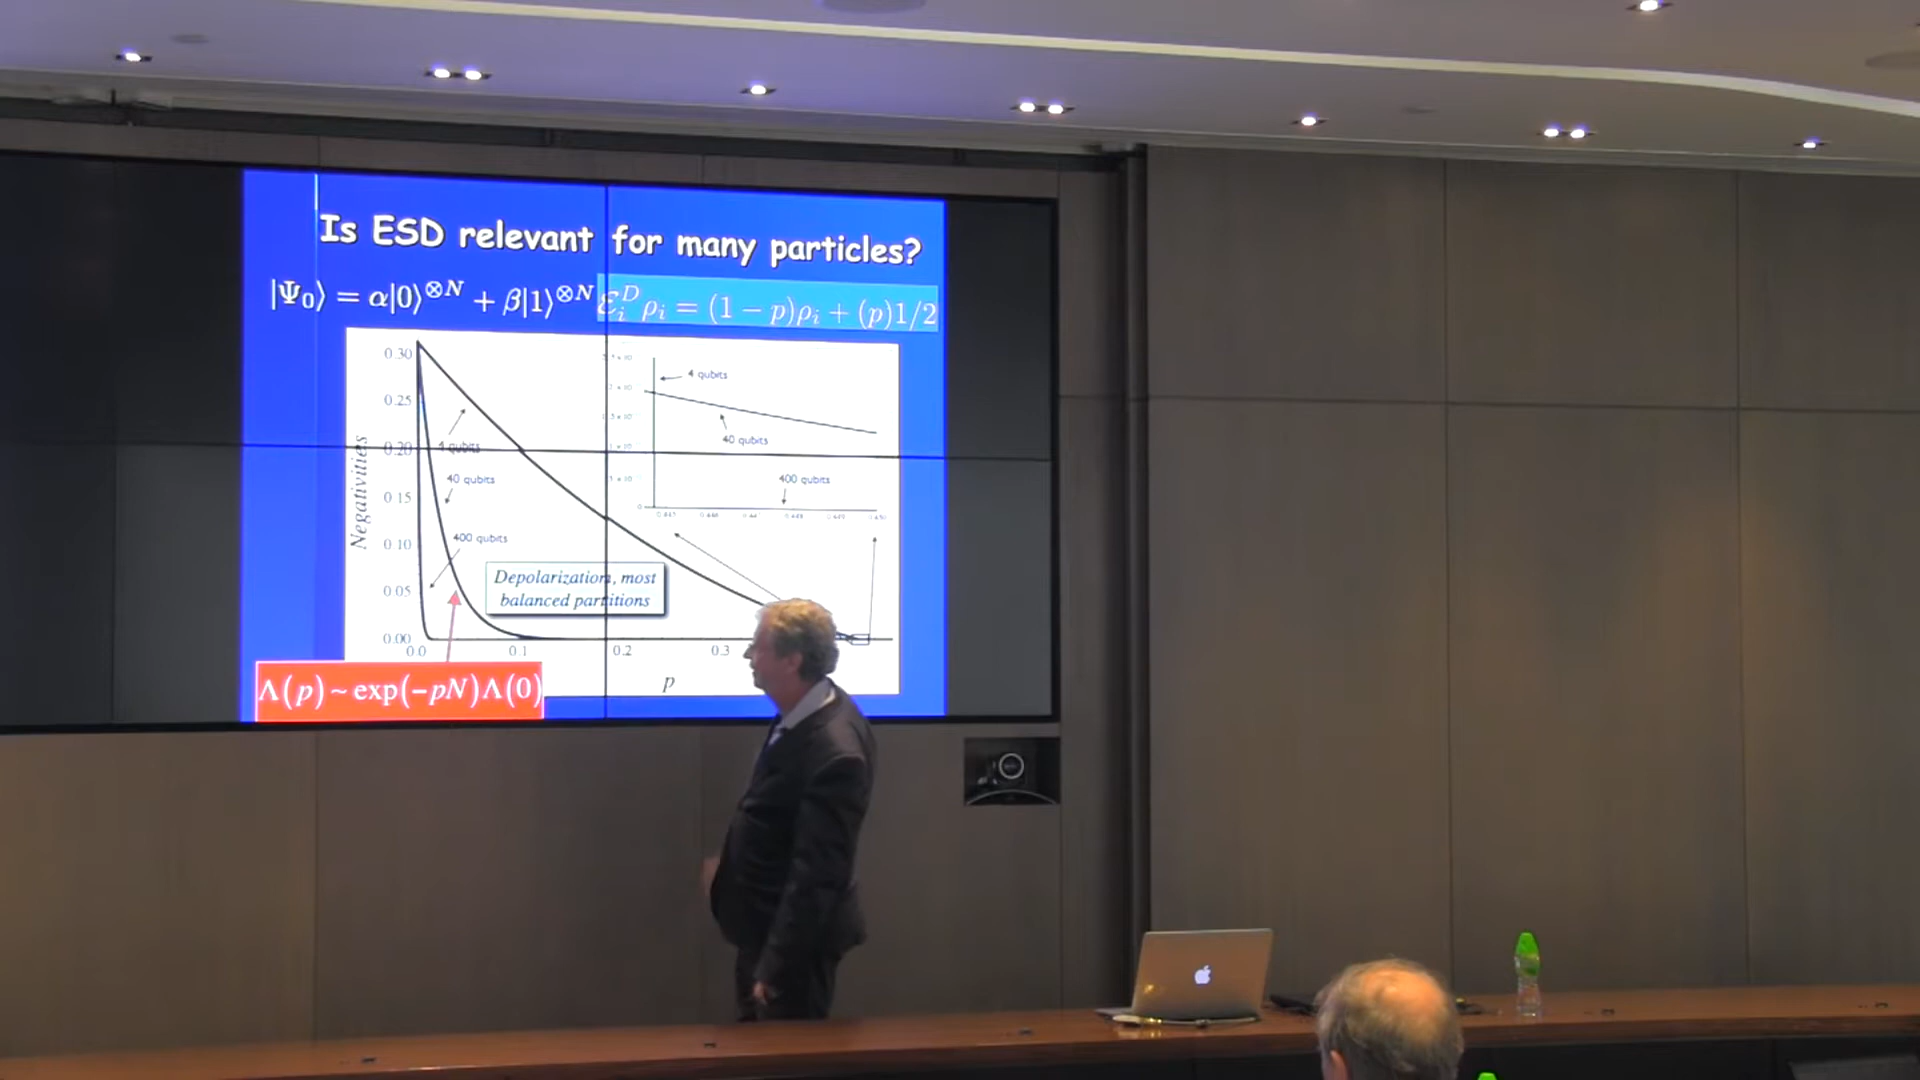 Is ESD relevant for many particles?
|Ψ₀⟩ = α|0⟩^⊗N + β|1⟩^⊗N
ℰᵢᴰρᵢ = (1 − p)ρᵢ + (p)1/2
Negativities
0.30
0.25
0.20
0.15
0.10
0.05
0.00
4 qubits
40 qubits
400 qubits
4 qubits
40 qubits
400 qubits
Depolarization, most
balanced partitions
0.0
0.1
0.2
0.3
p
Λ(p) ~ exp(−pN)Λ(0)